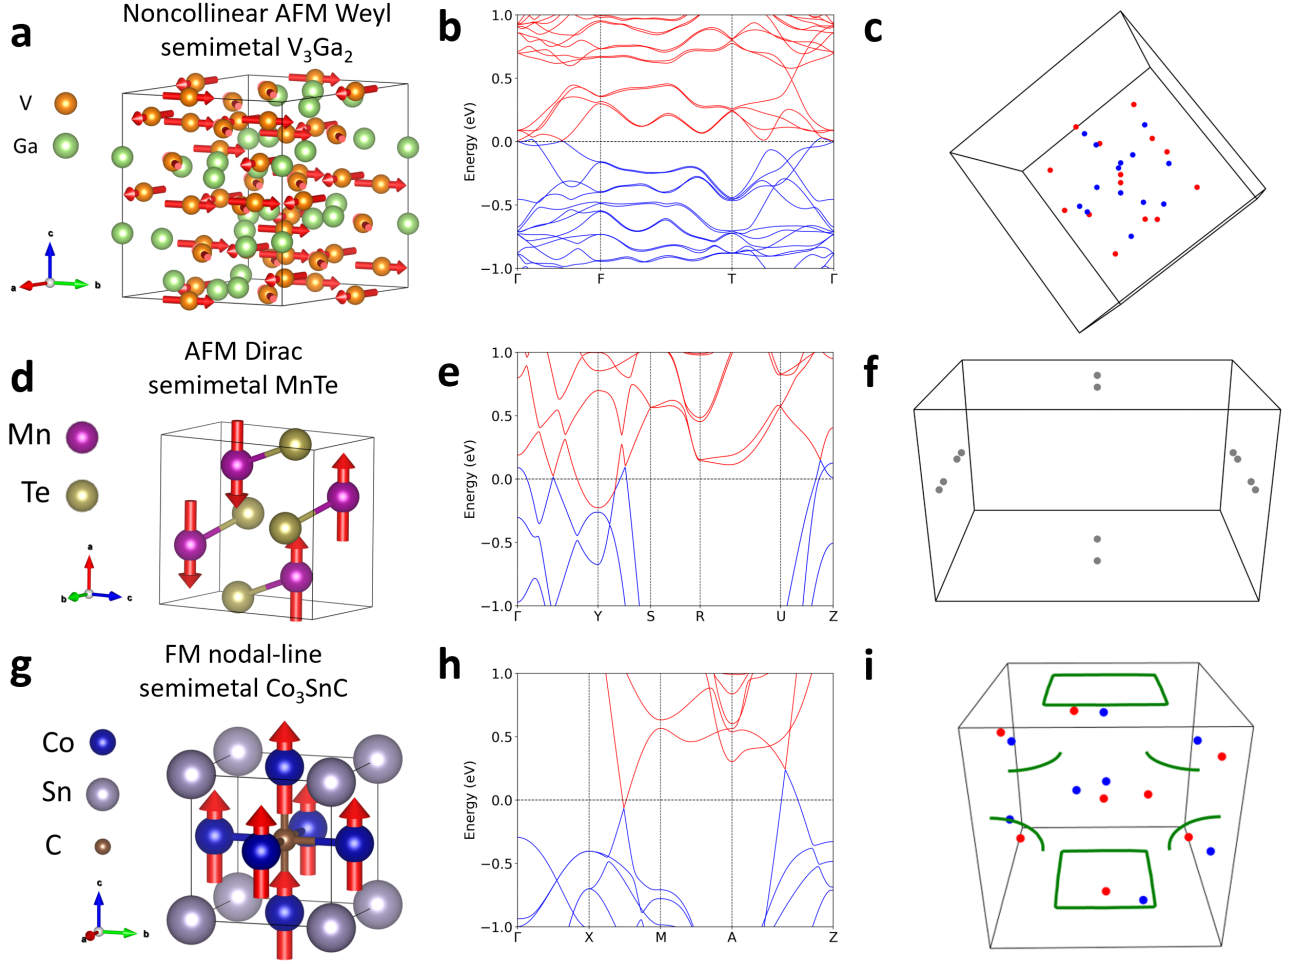 a
Noncollinear AFM Weyl
semimetal V3Ga2
V
Ga
c
a
b
b
Energy (eV)
1.0
0.5
0.0
−0.5
−1.0
Γ F T Γ
c
d
AFM Dirac
semimetal MnTe
Mn
Te
a
b
c
e
Energy (eV)
1.0
0.5
0.0
−0.5
−1.0
Γ Y S R U Z
f
g
FM nodal-line
semimetal Co3SnC
Co
Sn
C
c
a
b
h
Energy (eV)
1.0
0.5
0.0
−0.5
−1.0
Γ X M A Z
i